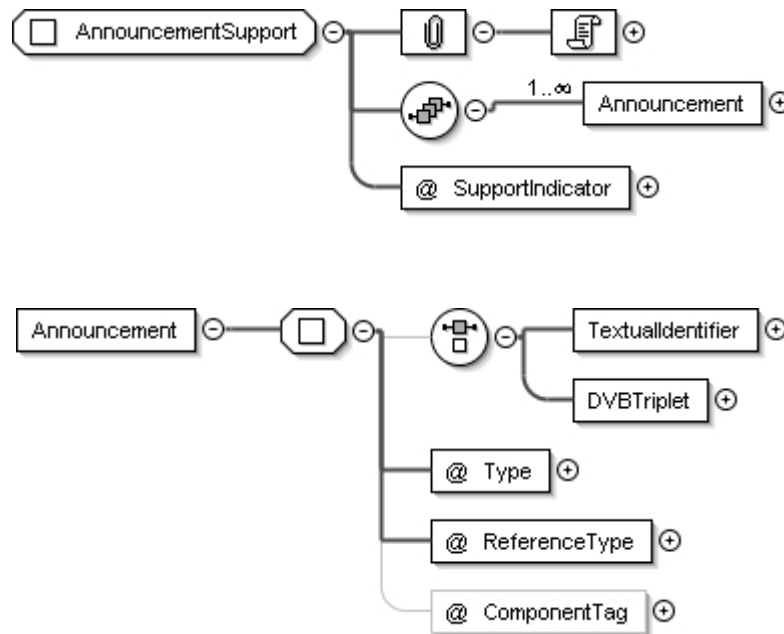 AnnouncementSupport
1..∞
Announcement
@ SupportIndicator
Announcement
TextualIdentifier
DVBTriplet
@ Type
@ ReferenceType
@ ComponentTag